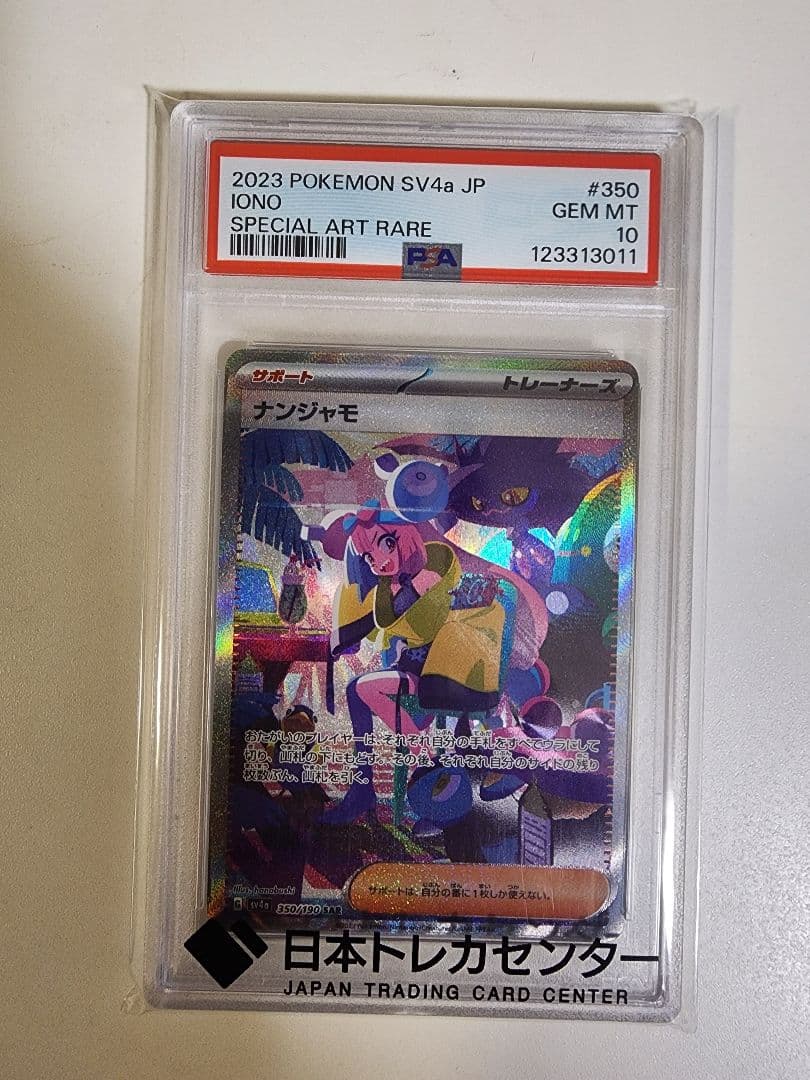 2023 POKEMON SV4a JP #350
IONO GEM MT
SPECIAL ART RARE 10
PSA 123313011
サポート トレーナーズ
ナンジャモ
おたがいのプレイヤーは、それぞれ自分の手札をすべてウラにして
切り、山札の下にもどす。その後、それぞれ自分のサイドの残り
枚数ぶん、山札を引く。
サポートは、自分の番に1枚しか使えない。
Illus. hanabushi
G SV4a 350/190 SAR
日本トレカセンター
JAPAN TRADING CARD CENTER